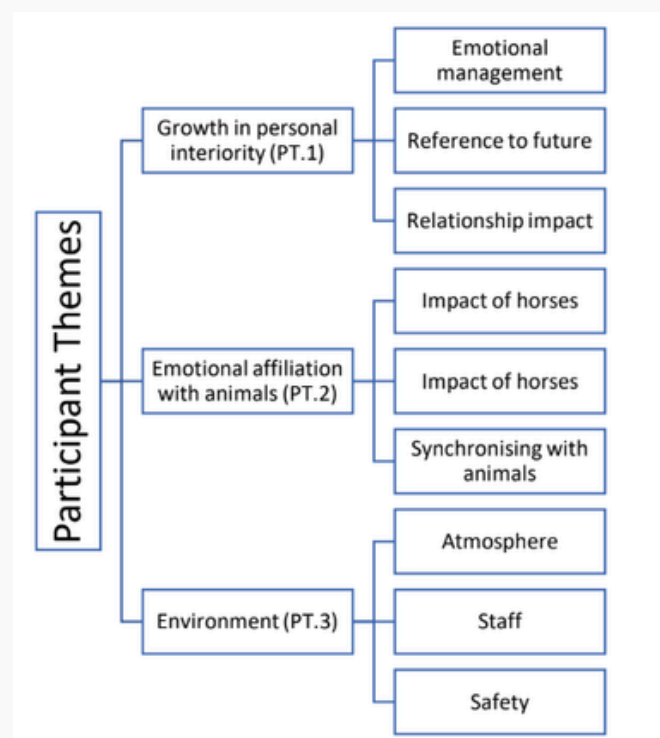 Participant Themes
Growth in personal
interiority (PT.1)
Emotional
management
Reference to future
Relationship impact
Emotional affiliation
with animals (PT.2)
Impact of horses
Impact of horses
Synchronising with
animals
Environment (PT.3)
Atmosphere
Staff
Safety